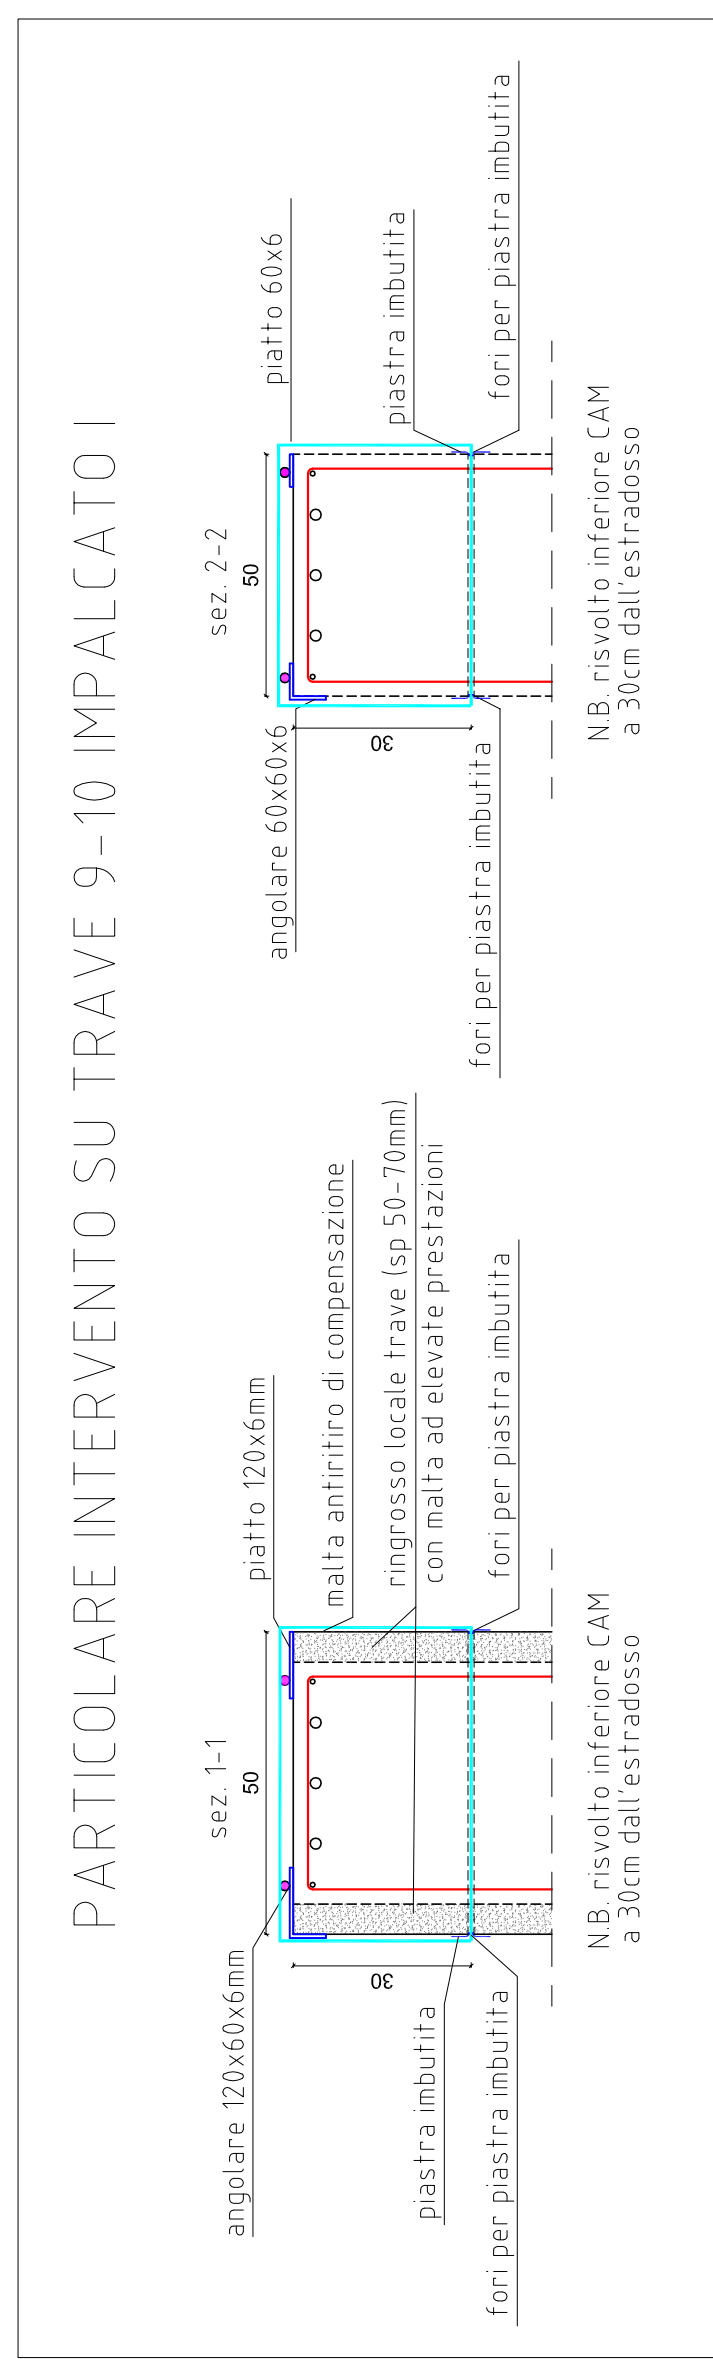 PARTICOLARE INTERVENTO SU TRAVE 9-10 IMPALCATO I
sez. 1-1
50
angolare 120x60x6mm
piatto 120x6mm
malta antiritiro di compensazione
ringrosso locale trave (sp 50-70mm)
con malta ad elevate prestazioni
30
piastra imbutita
fori per piastra imbutita
fori per piastra imbutita
N.B. risvolto inferiore CAM
a 30cm dall'estradosso
sez. 2-2
50
angolare 60x60x6
piatto 60x6
30
piastra imbutita
fori per piastra imbutita
fori per piastra imbutita
N.B. risvolto inferiore CAM
a 30cm dall'estradosso